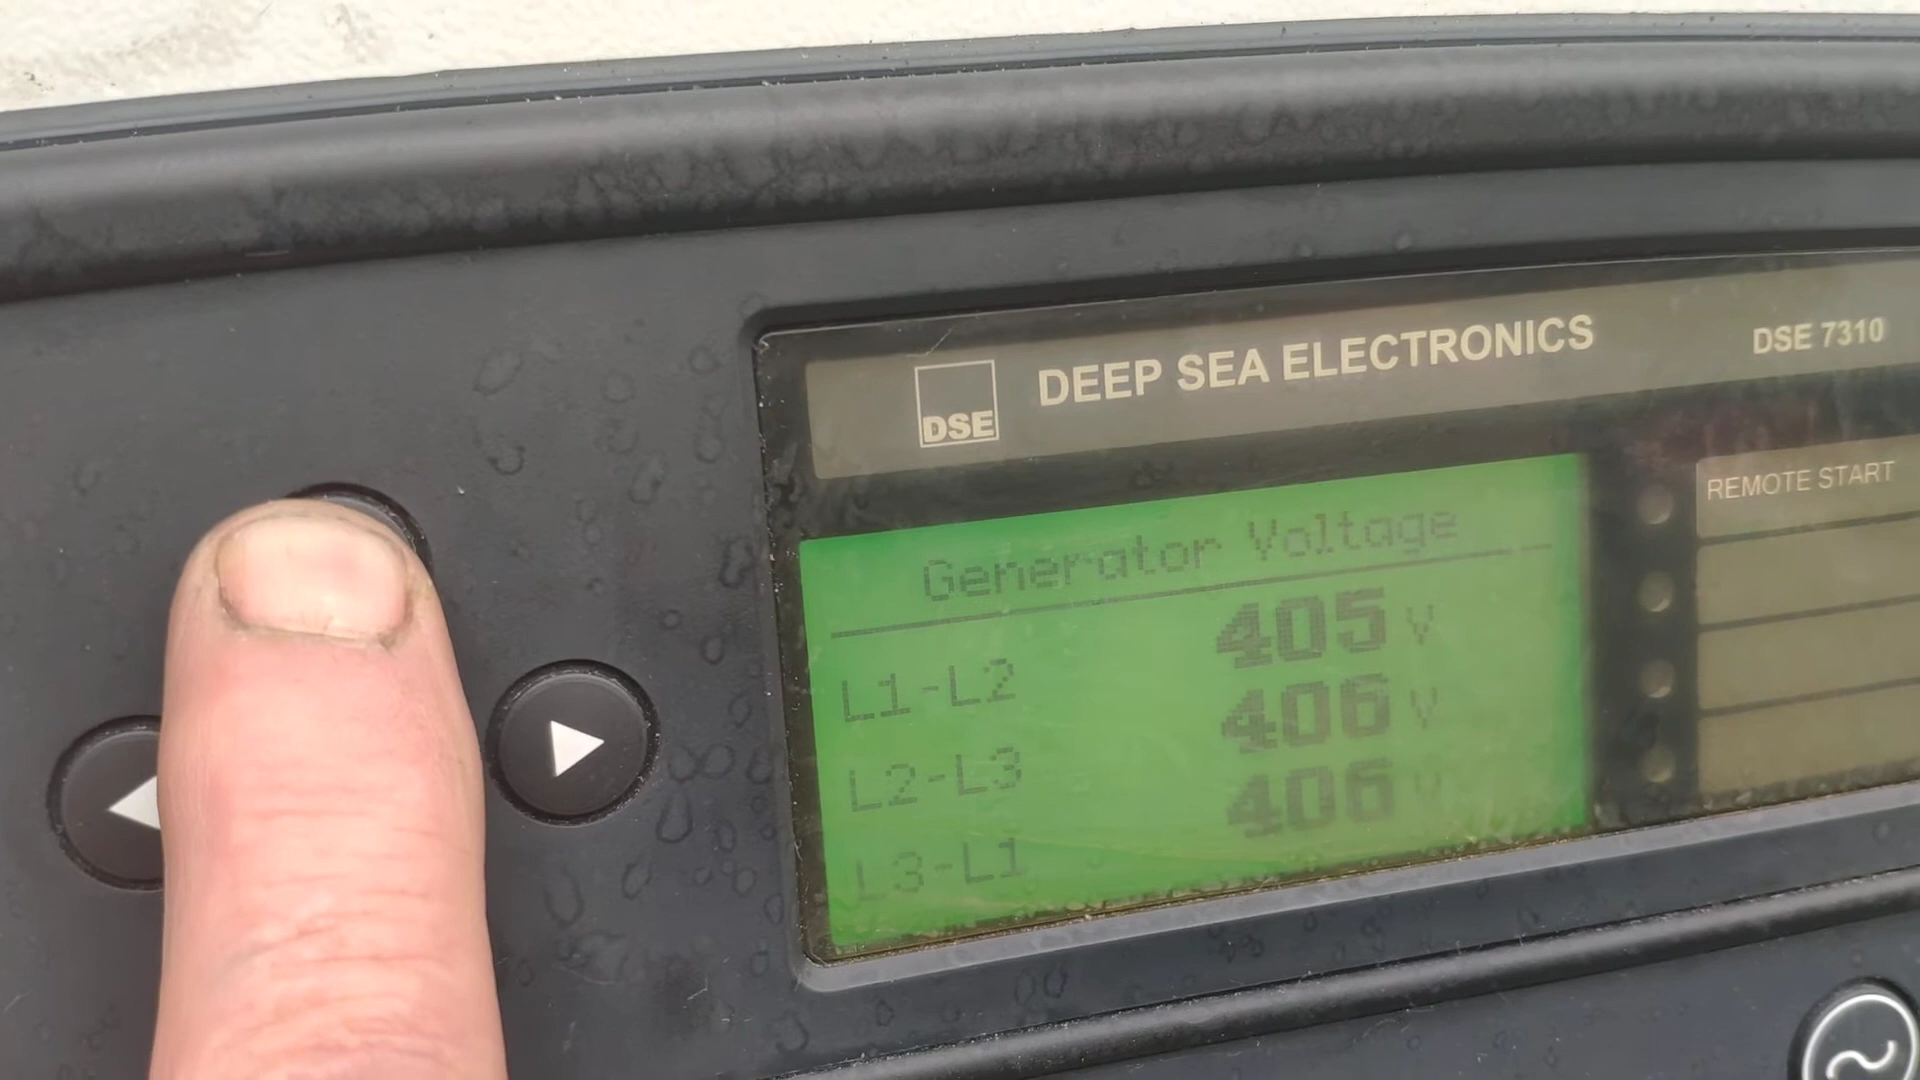 DSE
DEEP SEA ELECTRONICS
DSE 7310
REMOTE START
Generator Voltage
L1-L2 405 V
L2-L3 406 V
L3-L1 406 V